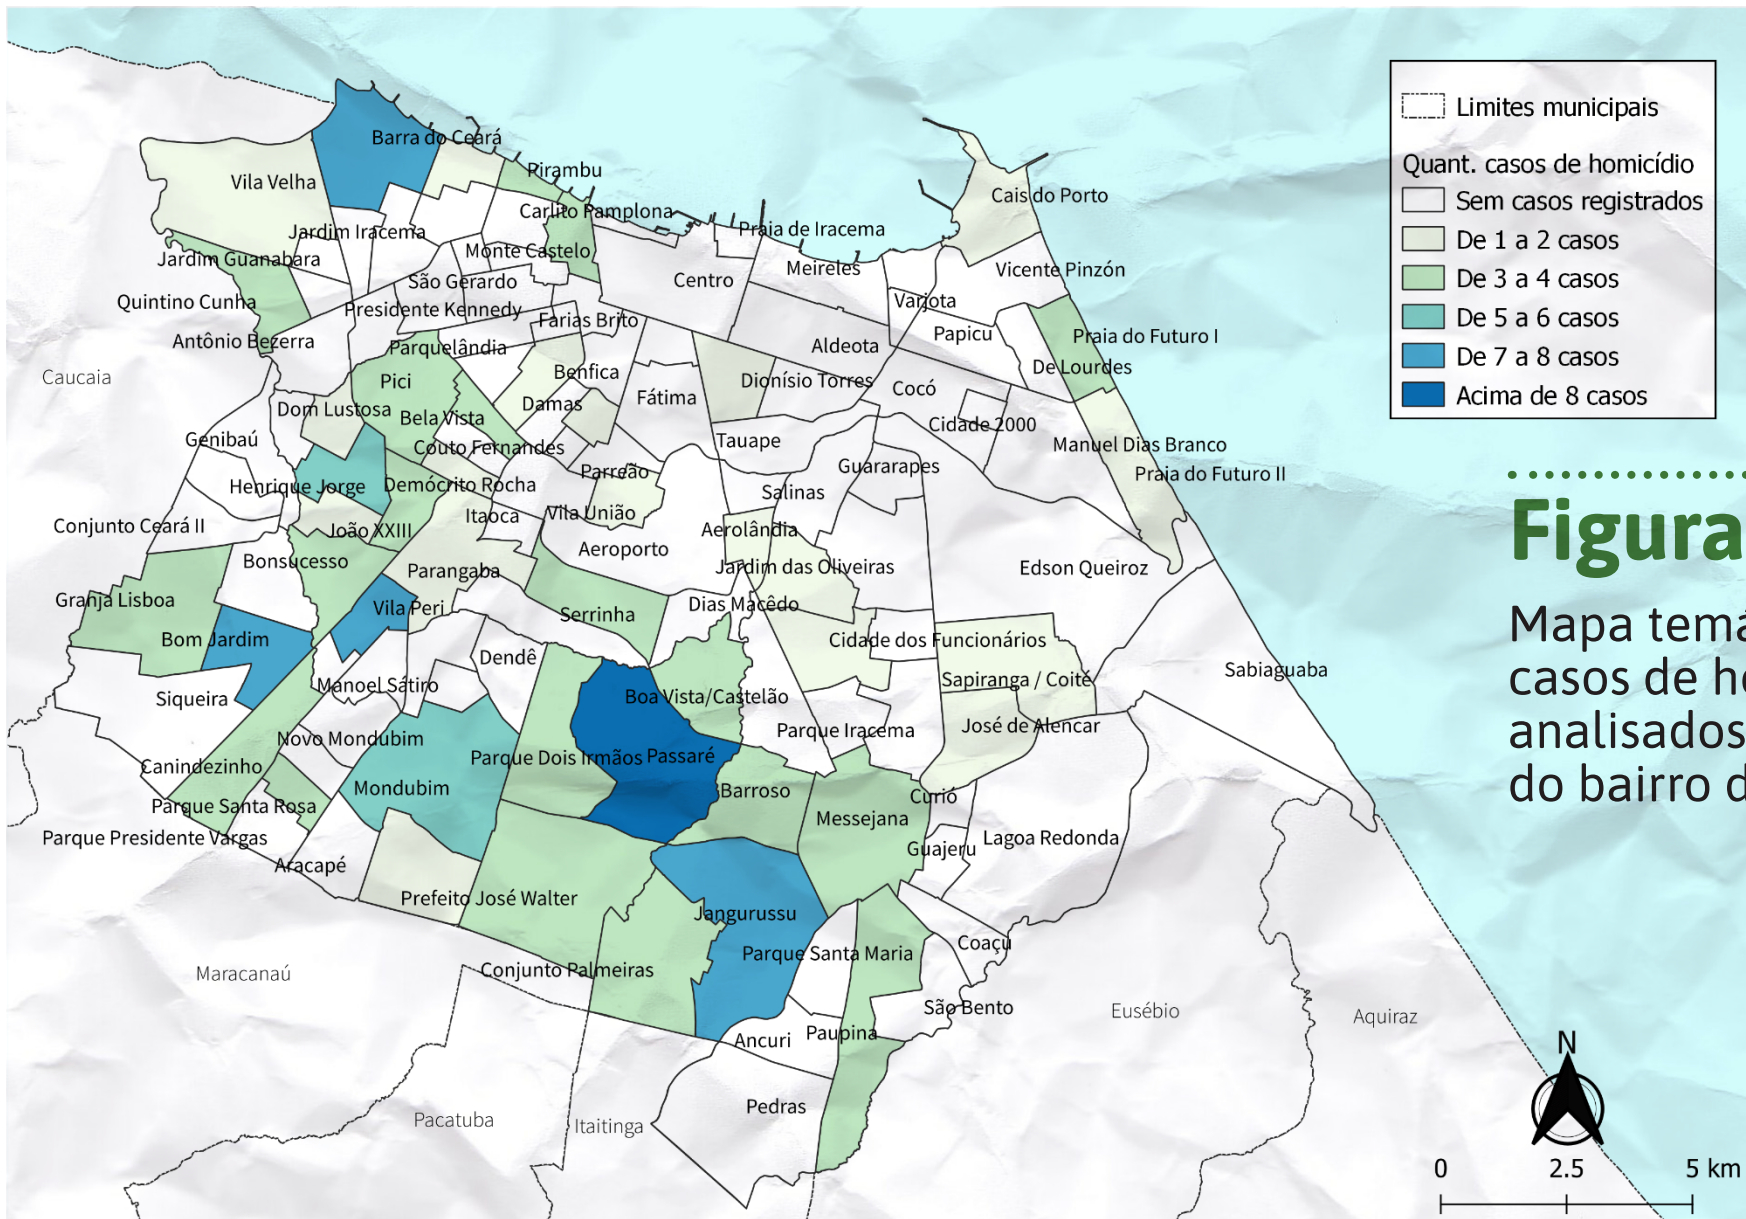 Limites municipais
Quant. casos de homicídio
Sem casos registrados
De 1 a 2 casos
De 3 a 4 casos
De 5 a 6 casos
De 7 a 8 casos
Acima de 8 casos
Barra do Ceará
Pirambu
Vila Velha
Cais do Porto
Carlito Pamplona
Praia de Iracema
Jardim Iracema
Monte Castelo
Jardim Guanabara
Meireles
Vicente Pinzón
São Gerardo
Centro
Quintino Cunha
Presidente Kennedy
Varjota
Farias Brito
Papicu
Praia do Futuro I
Antônio Bezerra
Parquelândia
Aldeota
De Lourdes
Caucaia
Pici
Benfica
Dionísio Torres
Cocó
Fátima
Dom Lustosa
Bela Vista
Damas
Cidade 2000
Genibaú
Couto Fernandes
Tauape
Manuel Dias Branco
Parreão
Guararapes
Praia do Futuro II
Henrique Jorge
Demócrito Rocha
Salinas
Conjunto Ceará II
João XXIII
Itaoca
Vila União
Aerolândia
Figura
Bonsucesso
Aeroporto
Parangaba
Jardim das Oliveiras
Edson Queiroz
Granja Lisboa
Vila Peri
Serrinha
Dias Macêdo
Mapa temá
Bom Jardim
Cidade dos Funcionários
Dendê
casos de ho
Siqueira
Manoel Sátiro
Boa Vista/Castelão
Sapiranga / Coité
Sabiaguaba
Parque Iracema
José de Alencar
analisados
Novo Mondubim
Parque Dois Irmãos
Passaré
Canindezinho
Mondubim
Barroso
Curió
do bairro d
Parque Santa Rosa
Messejana
Parque Presidente Vargas
Guajeru
Lagoa Redonda
Aracapé
Prefeito José Walter
Jangurussu
Coaçu
Parque Santa Maria
Maracanaú
Conjunto Palmeiras
São Bento
Eusébio
Aquiraz
Ancuri
Paupina
N
Pedras
Pacatuba
Itaitinga
0 2.5 5 km